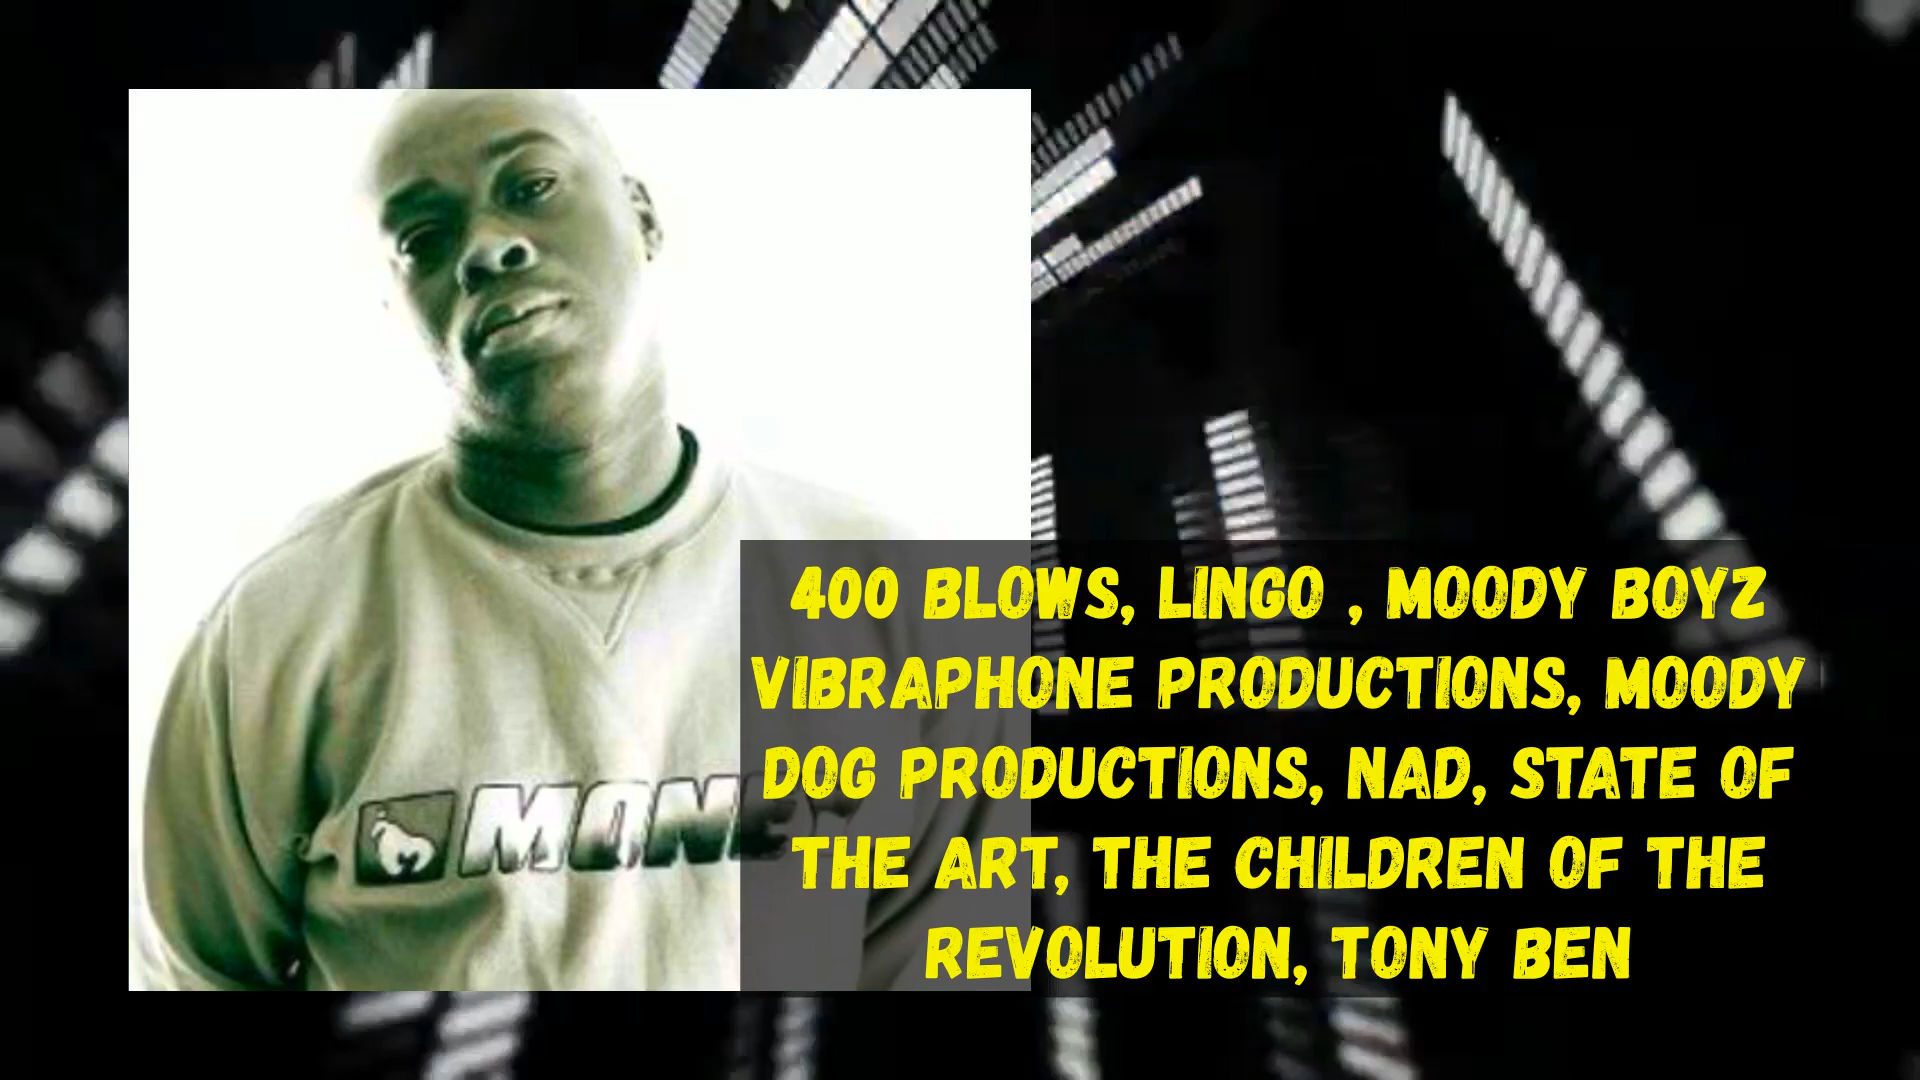 400 BLOWS, LINGO , MOODY BOYZ
VIBRAPHONE PRODUCTIONS, MOODY
DOG PRODUCTIONS, NAD, STATE OF
THE ART, THE CHILDREN OF THE
REVOLUTION, TONY BEN
MONE